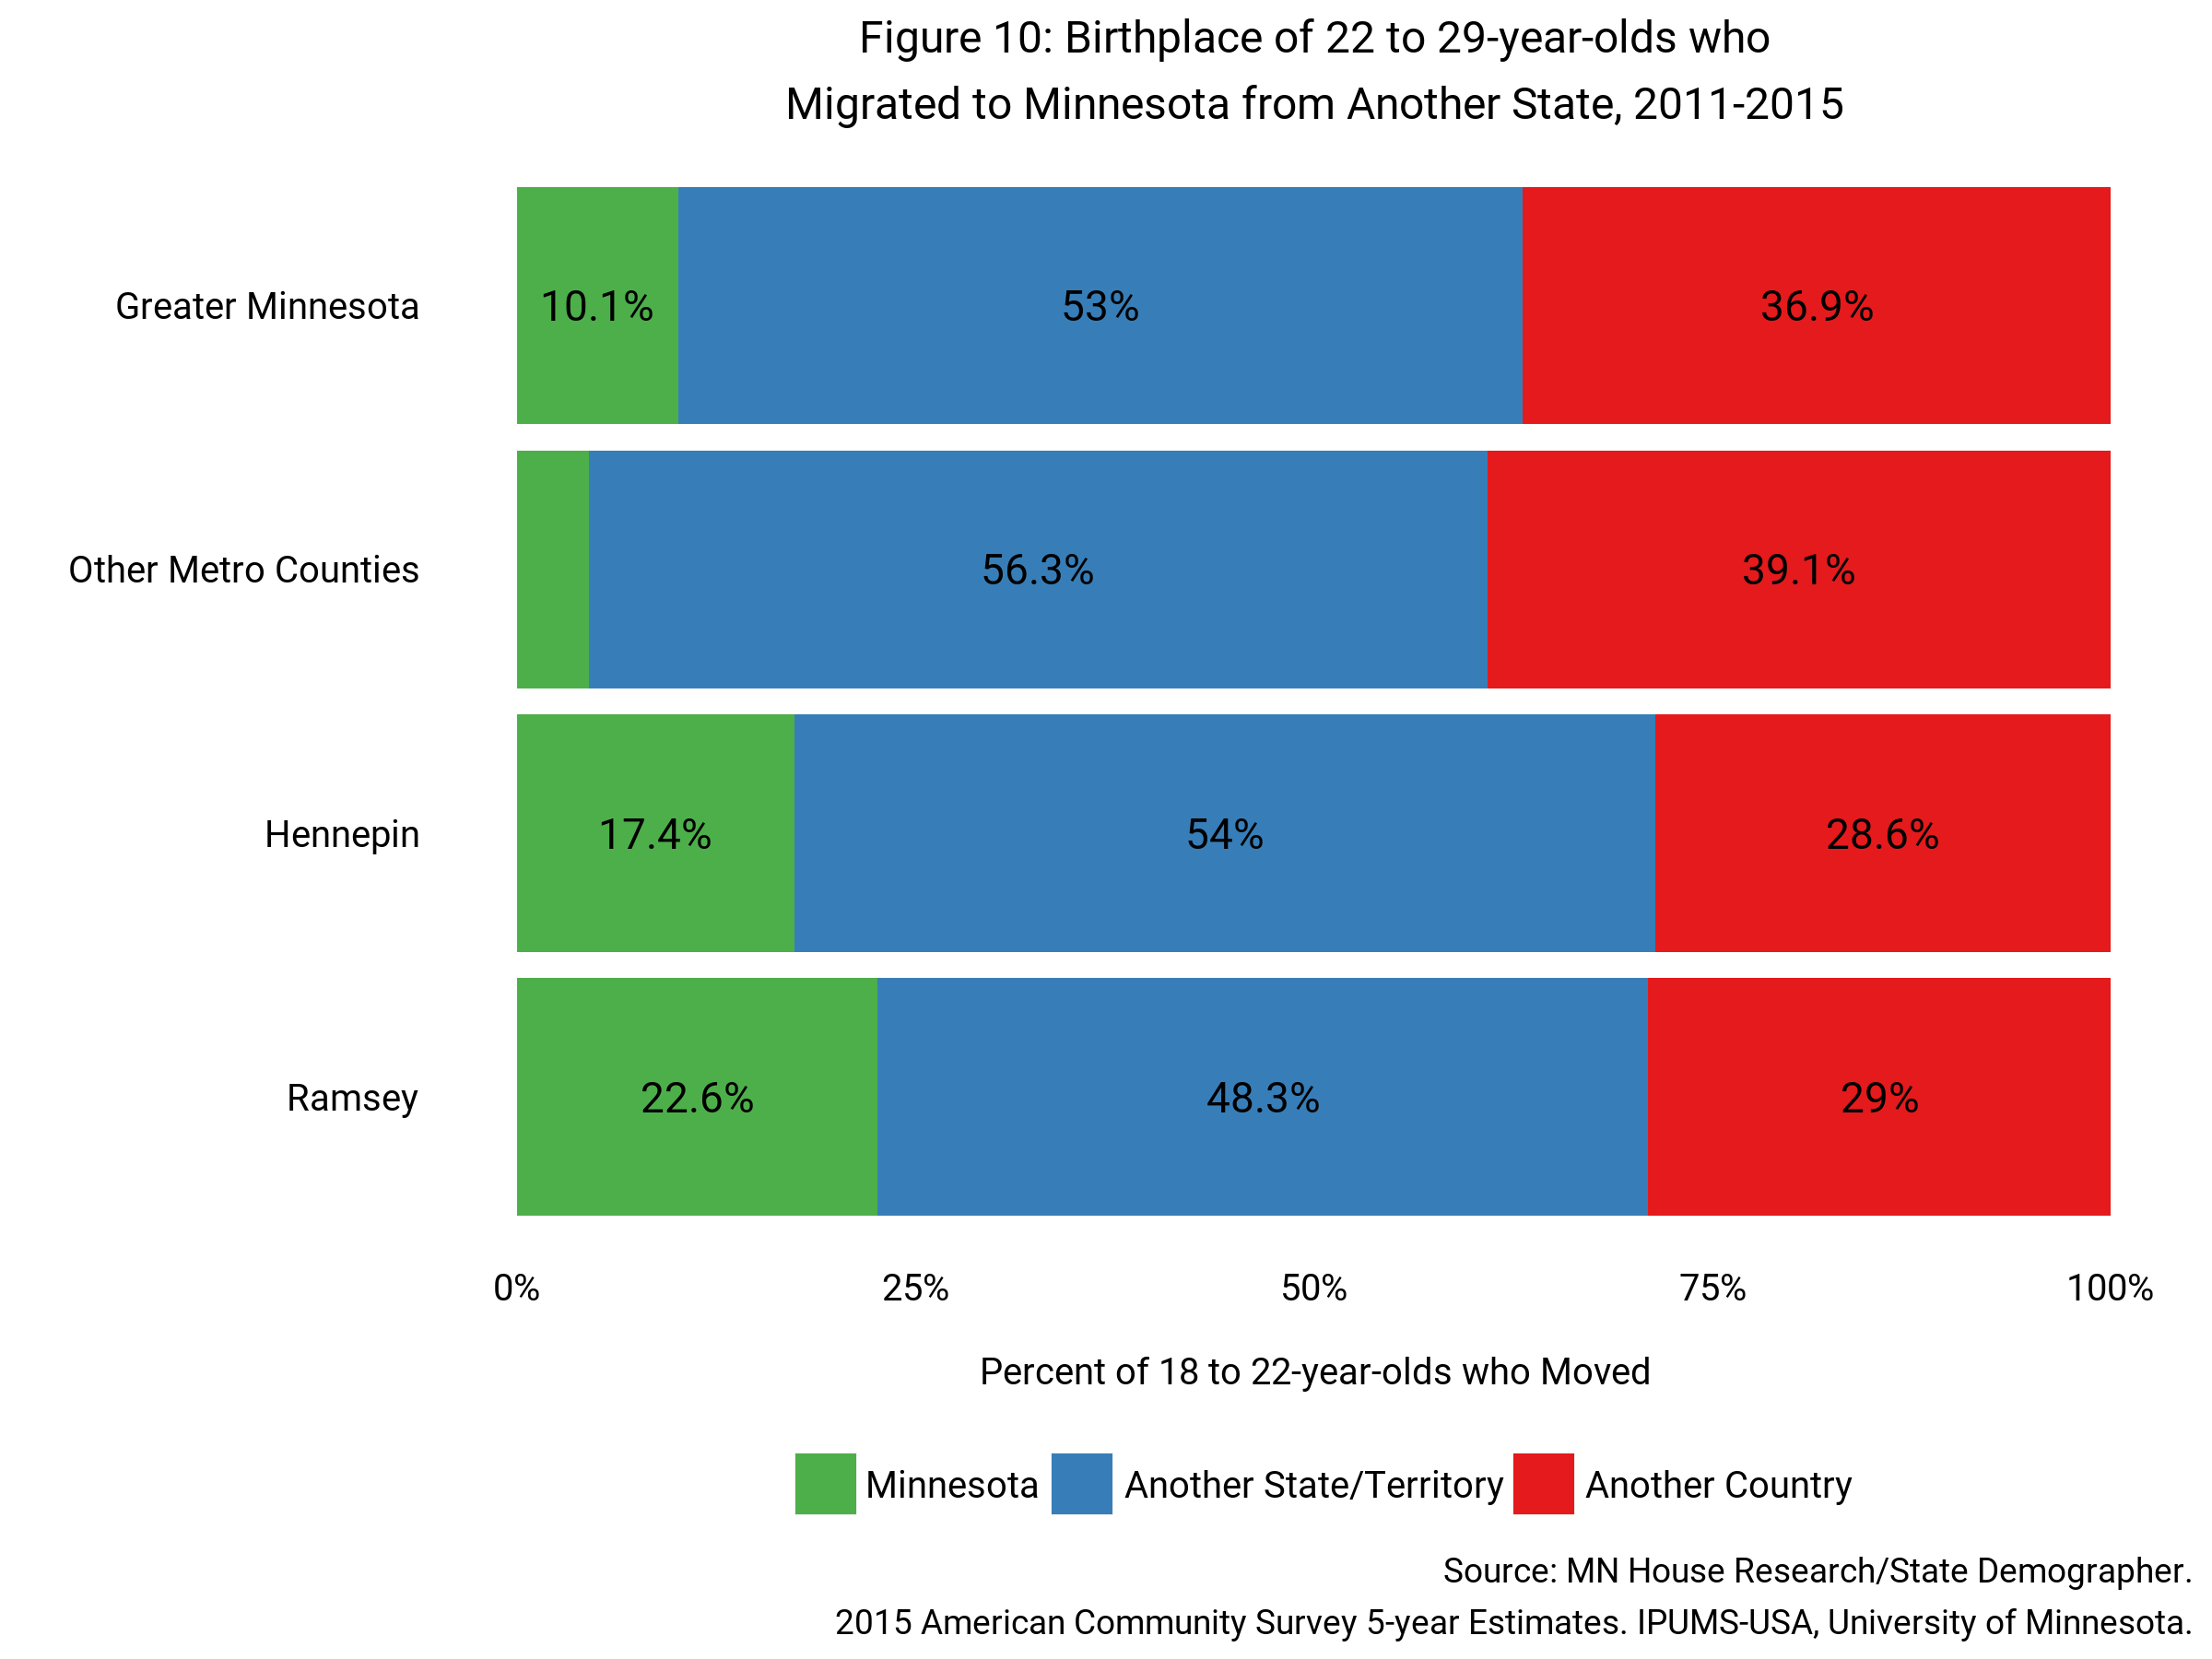 Figure 10: Birthplace of 22 to 29-year-olds who
Migrated to Minnesota from Another State, 2011-2015
Greater Minnesota
10.1%
53%
36.9%
Other Metro Counties
56.3%
39.1%
Hennepin
17.4%
54%
28.6%
Ramsey
22.6%
48.3%
29%
0%
25%
50%
75%
100%
Percent of 18 to 22-year-olds who Moved
Minnesota
Another State/Territory
Another Country
Source: MN House Research/State Demographer.
2015 American Community Survey 5-year Estimates. IPUMS-USA, University of Minnesota.